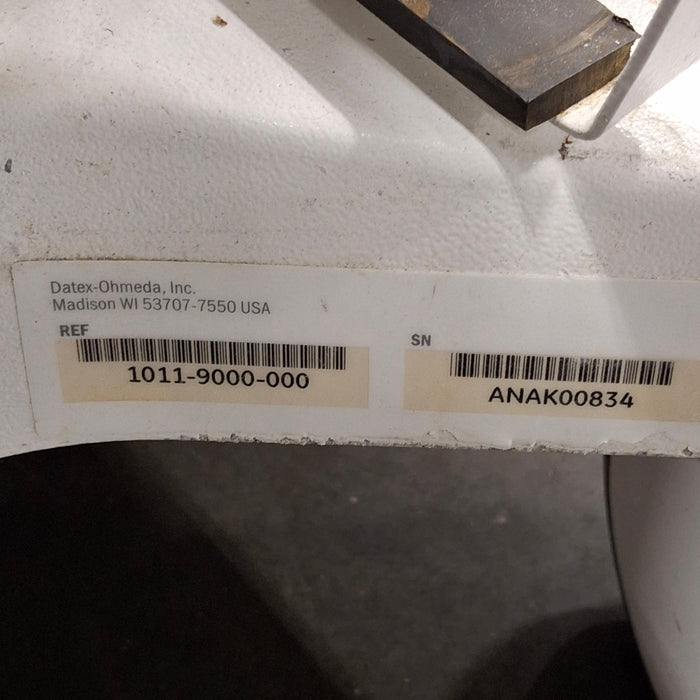 Datex-Ohmeda, Inc.
Madison WI 53707-7550 USA
REF
1011-9000-000
SN
ANAK00834